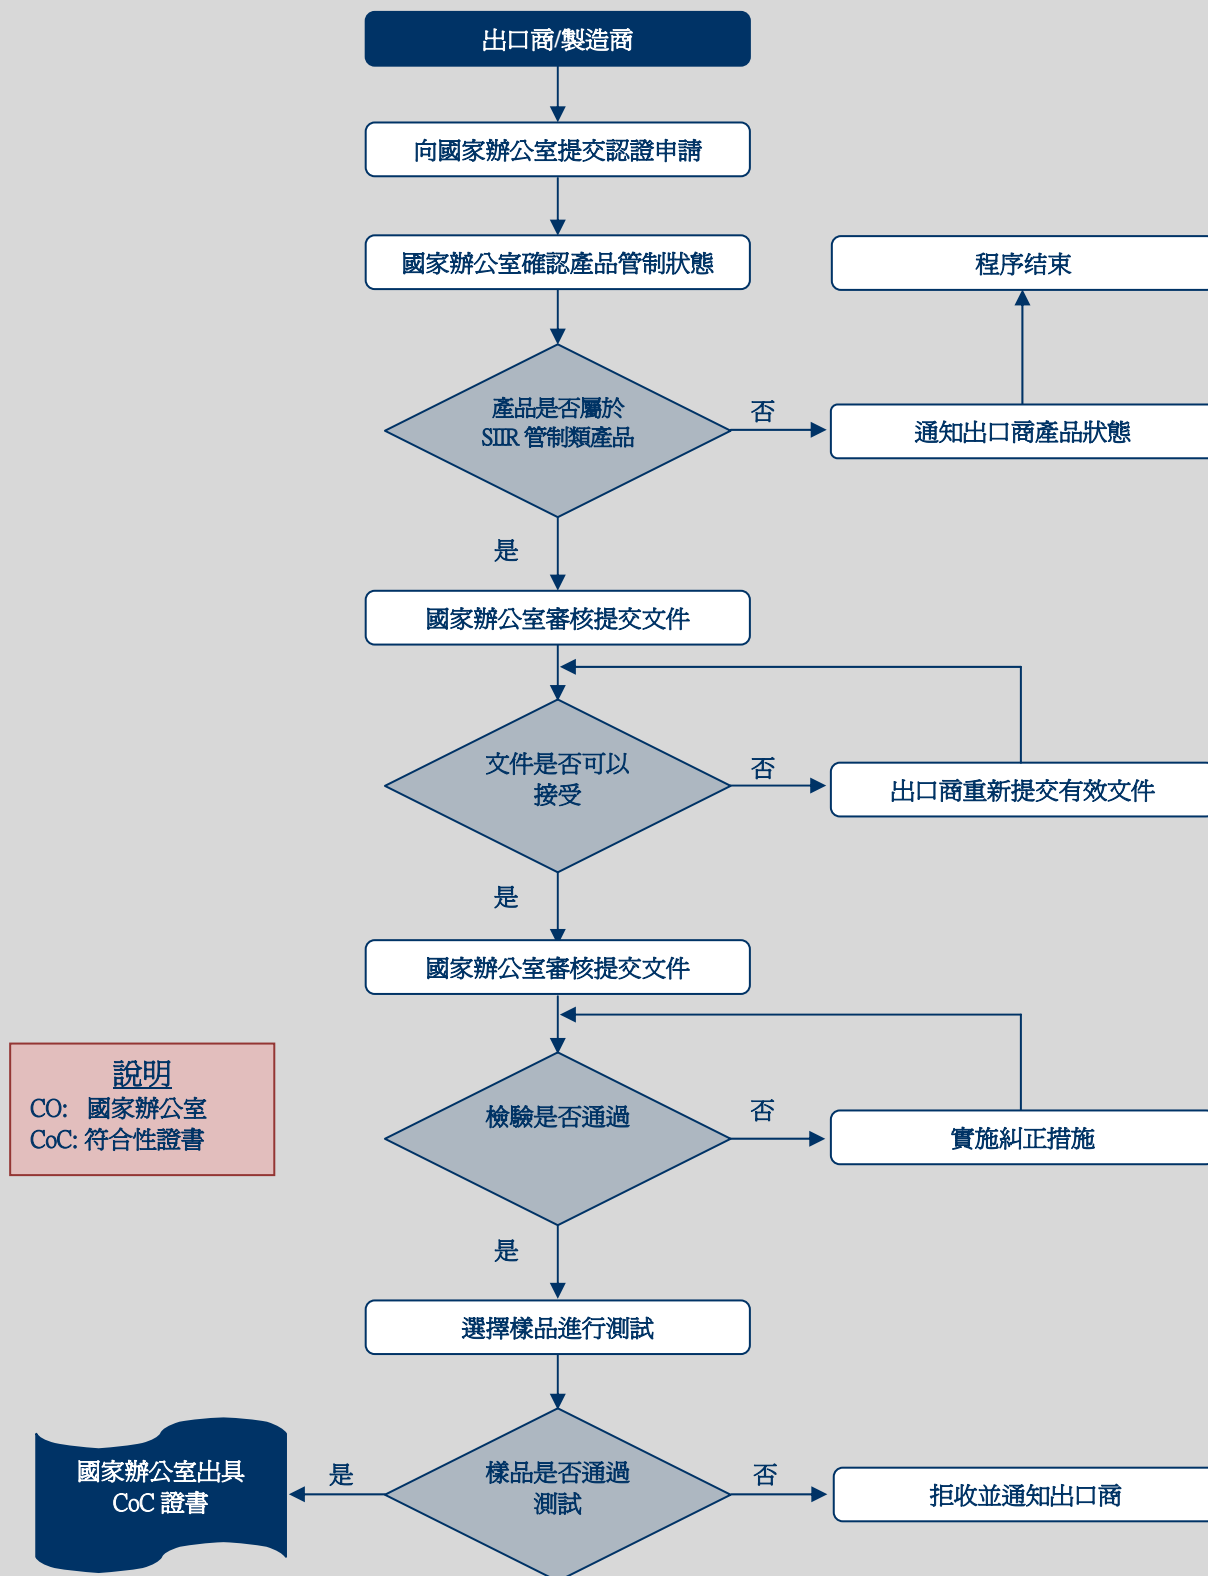 出口商/製造商
向國家辦公室提交認證申請
國家辦公室確認產品管制狀態
程序结束
產品是否屬於
SIIR 管制類產品
否
通知出口商產品狀態
是
國家辦公室審核提交文件
文件是否可以
接受
否
出口商重新提交有效文件
是
國家辦公室審核提交文件
說明
CO: 國家辦公室
CoC: 符合性證書
檢驗是否通過
否
實施糾正措施
是
選擇樣品進行測試
國家辦公室出具
CoC 證書
是
樣品是否通過
測試
否
拒收並通知出口商